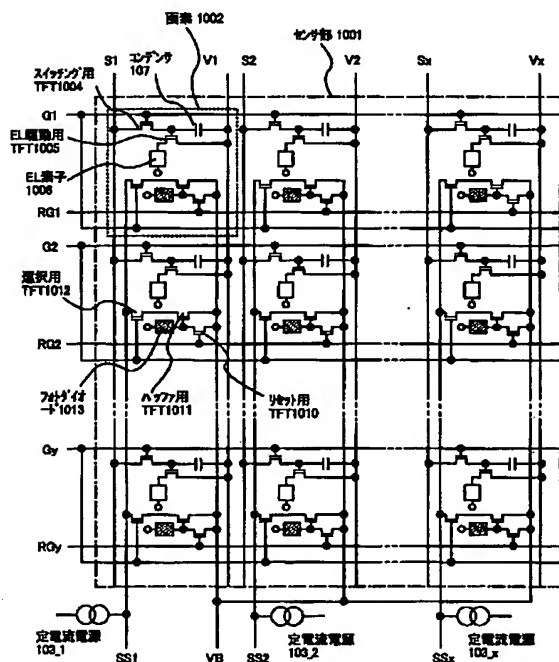 画素 1002
センサ部 1001
S1
V1
S2
V2
Sx
Vx
コンデンサ
107
スイッチング用
TFT1004
G1
EL駆動用
TFT1005
EL素子
1006
RG1
G2
選択用
TFT1012
RG2
フォトダイオ
ード1013
バッファ用
TFT1011
リセット用
TFT1010
Gy
RGy
定電流電源
103_1
定電流電源
103_2
定電流電源
103_x
SS1
VB
SS2
SSx